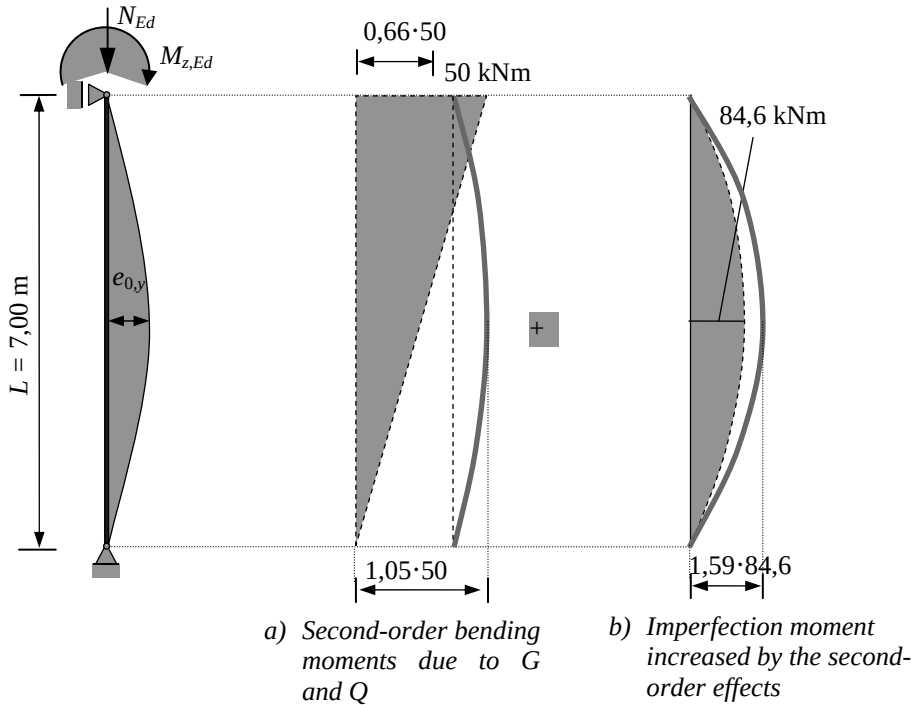 N_Ed
M_z,Ed
0,66·50
50 kNm
84,6 kNm
e_0,y
L = 7,00 m
+
1,05·50
1,59·84,6
a) Second-order bending
moments due to G
and Q
b) Imperfection moment
increased by the second-
order effects